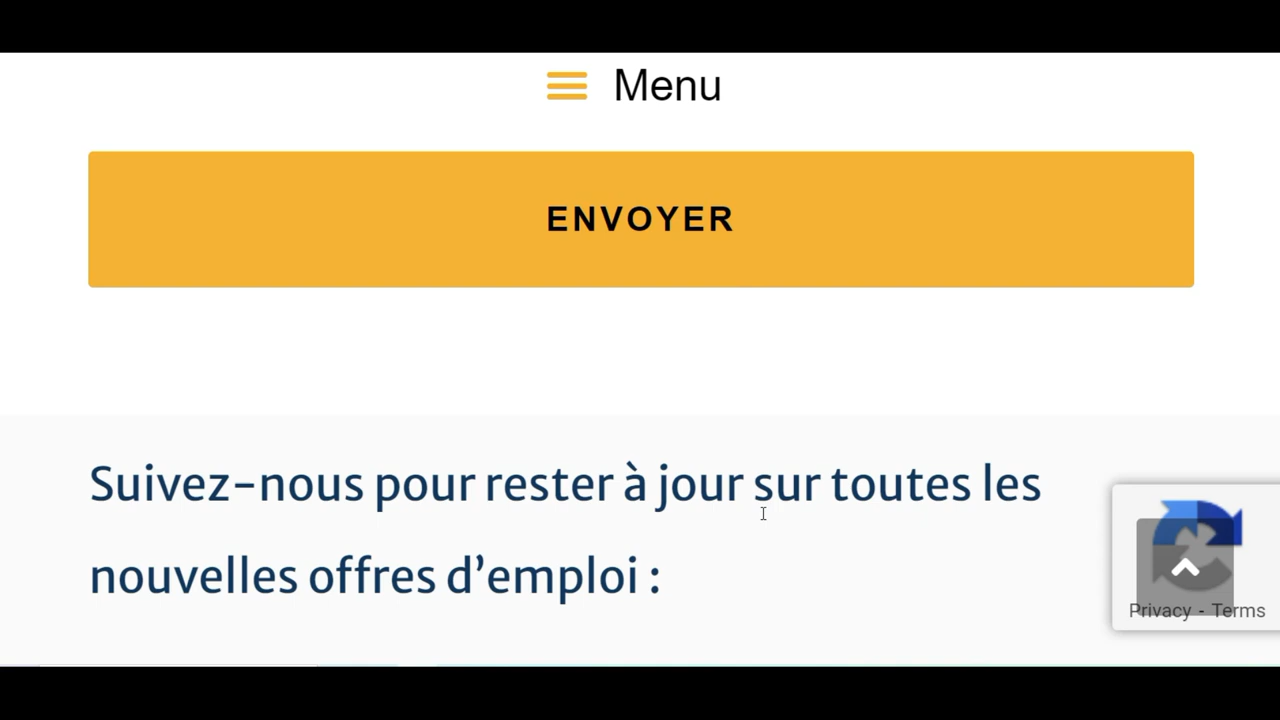 Menu
ENVOYER
Suivez-nous pour rester à jour sur toutes les
nouvelles offres d’emploi :
Privacy - Terms